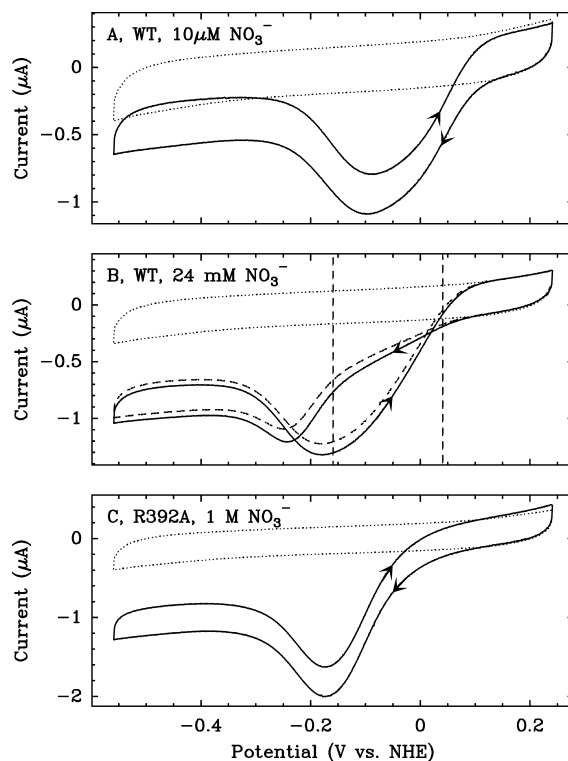 A, WT, 10μM NO₃⁻
0
−0.5
−1
Current (μA)
B, WT, 24 mM NO₃⁻
0
−0.5
−1
Current (μA)
C, R392A, 1 M NO₃⁻
0
−1
−2
Current (μA)
−0.4 −0.2 0 0.2
Potential (V vs. NHE)